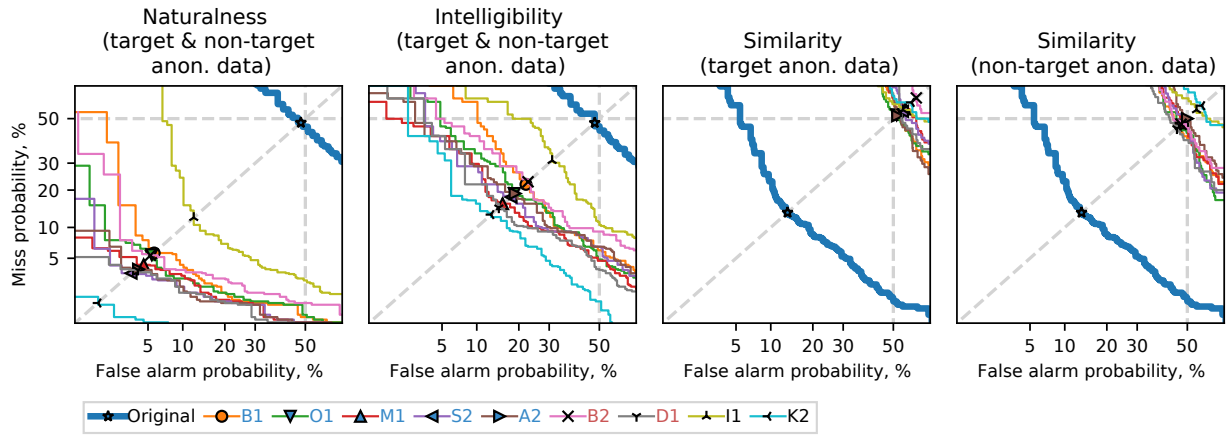 Naturalness
(target & non-target
anon. data)
Intelligibility
(target & non-target
anon. data)
Similarity
(target anon. data)
Similarity
(non-target anon. data)
Miss probability, %
50
30
20
10
5
5 10 20 30 50
5 10 20 30 50
5 10 20 30 50
5 10 20 30 50
False alarm probability, %
False alarm probability, %
False alarm probability, %
False alarm probability, %
Original B1 O1 M1 S2 A2 B2 D1 I1 K2